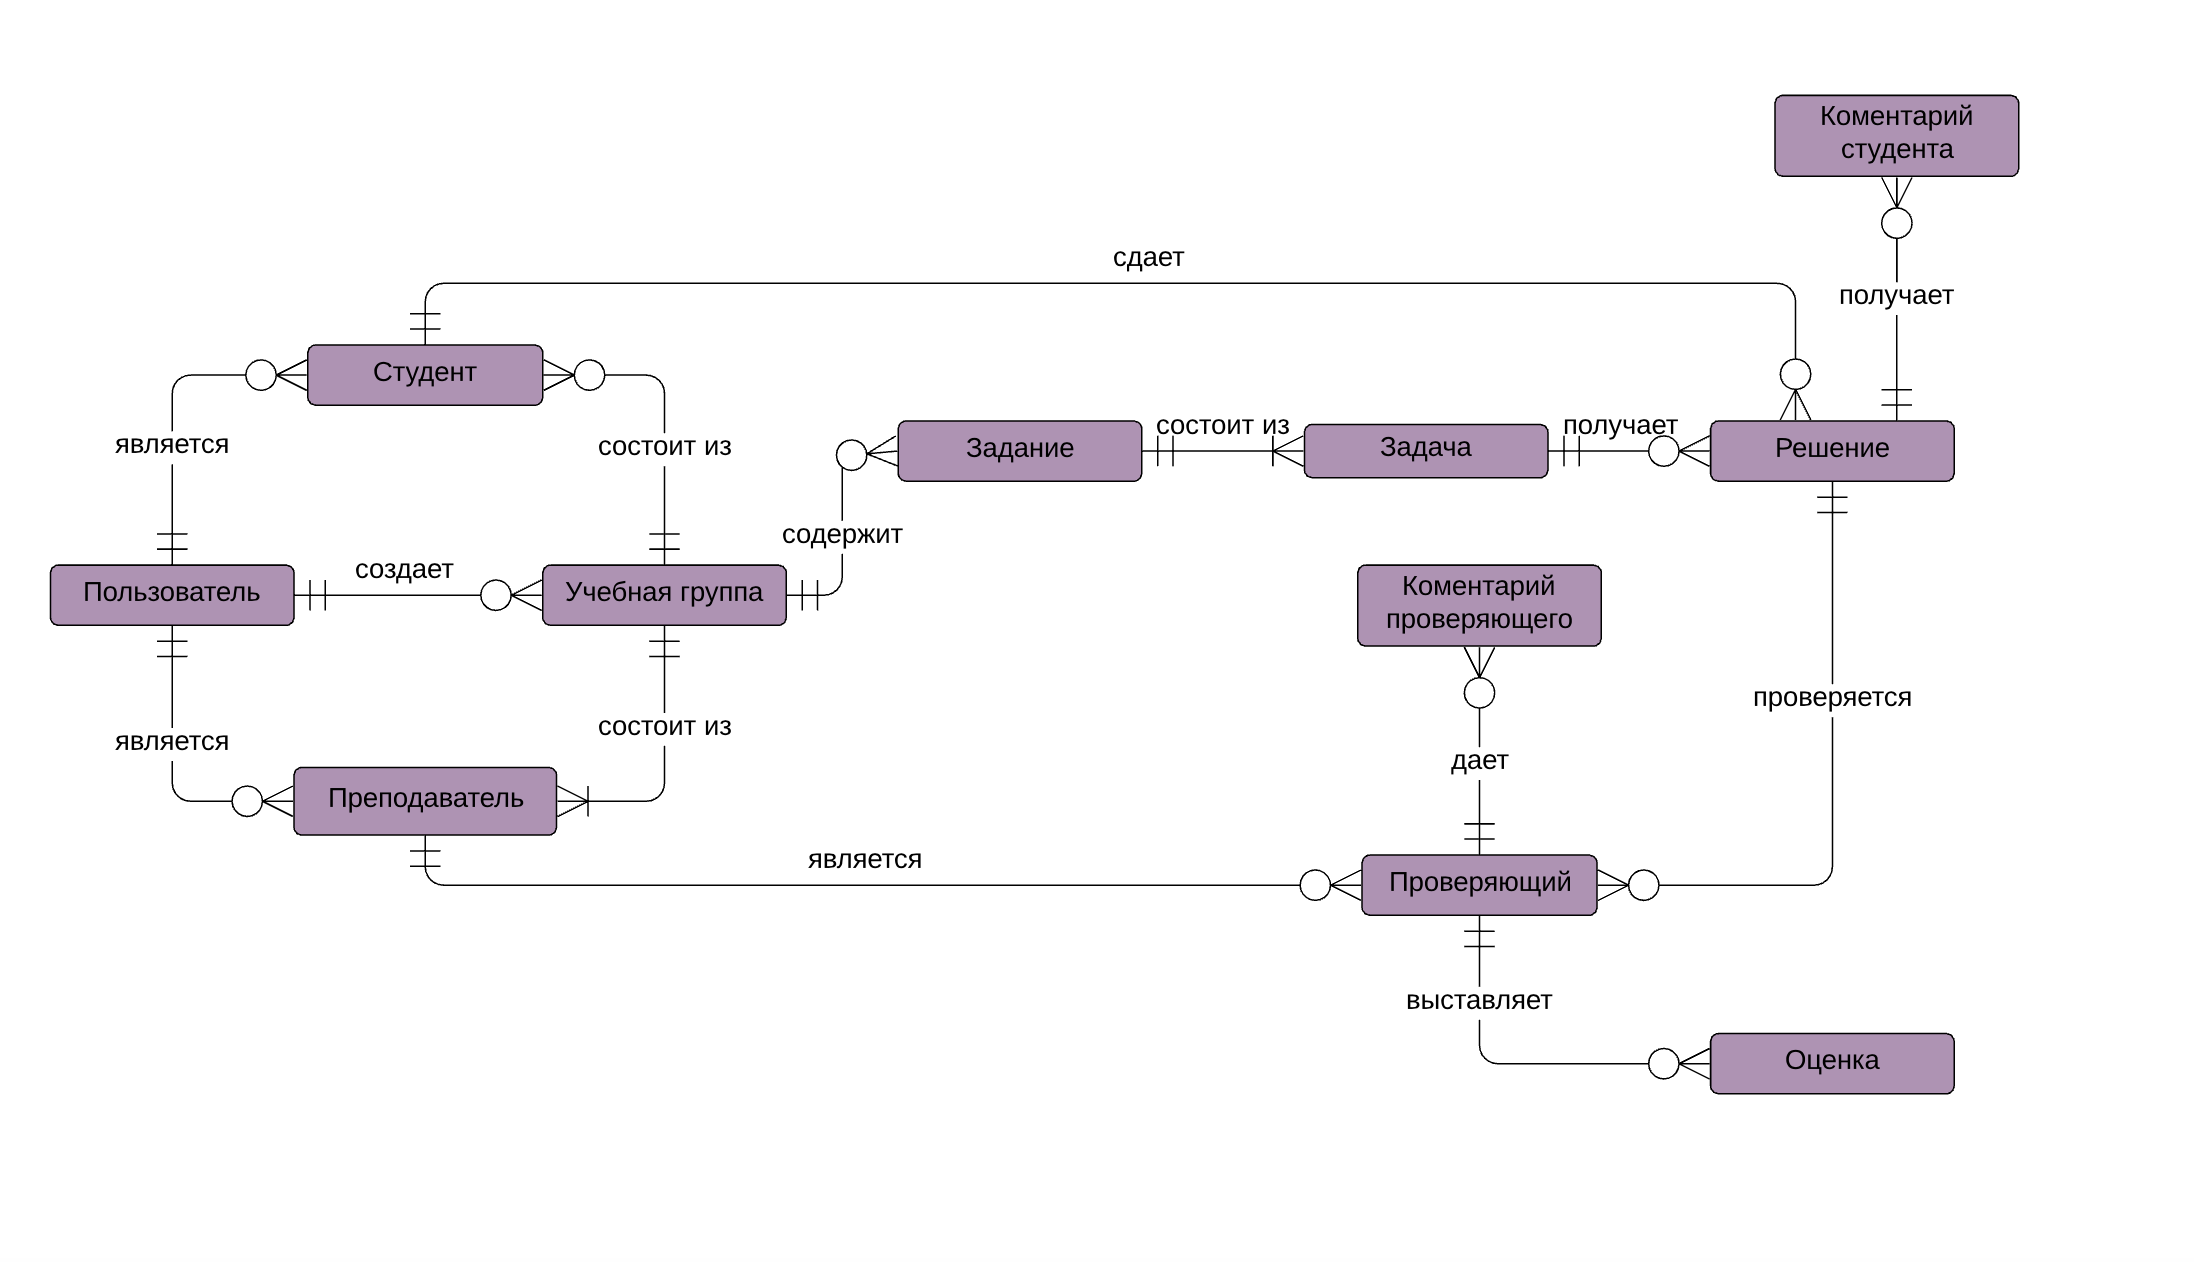 Коментарий
студента
сдает
получает
Студент
является
состоит из
Задание
состоит из
Задача
получает
Решение
содержит
Пользователь
создает
Учебная группа
Коментарий
проверяющего
проверяется
является
состоит из
дает
Преподаватель
является
Проверяющий
выставляет
Оценка